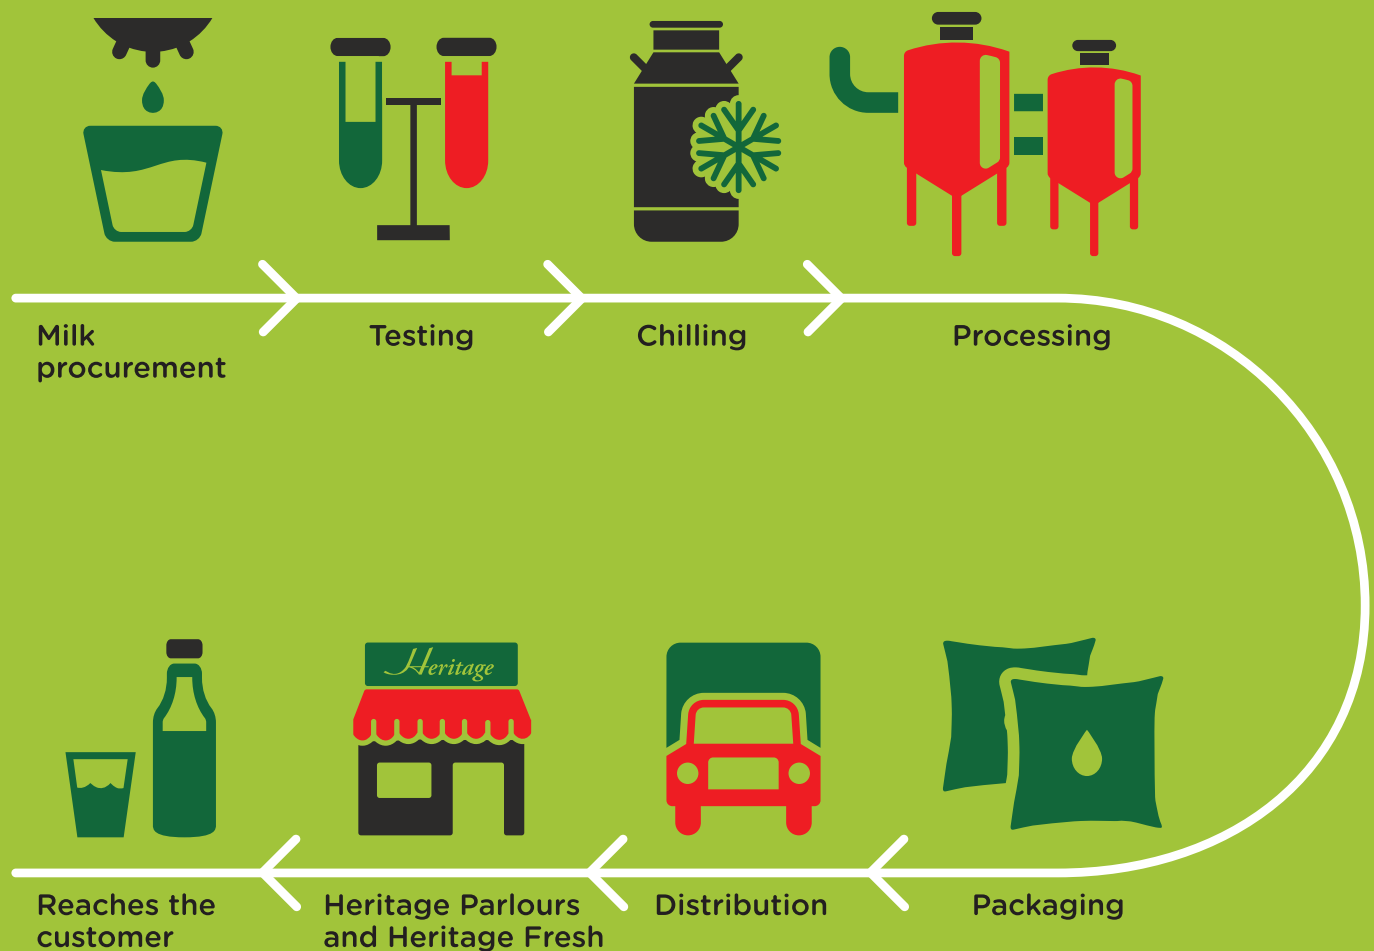 Milk
procurement
Testing
Chilling
Processing
Heritage
Reaches the
customer
Heritage Parlours
and Heritage Fresh
Distribution
Packaging